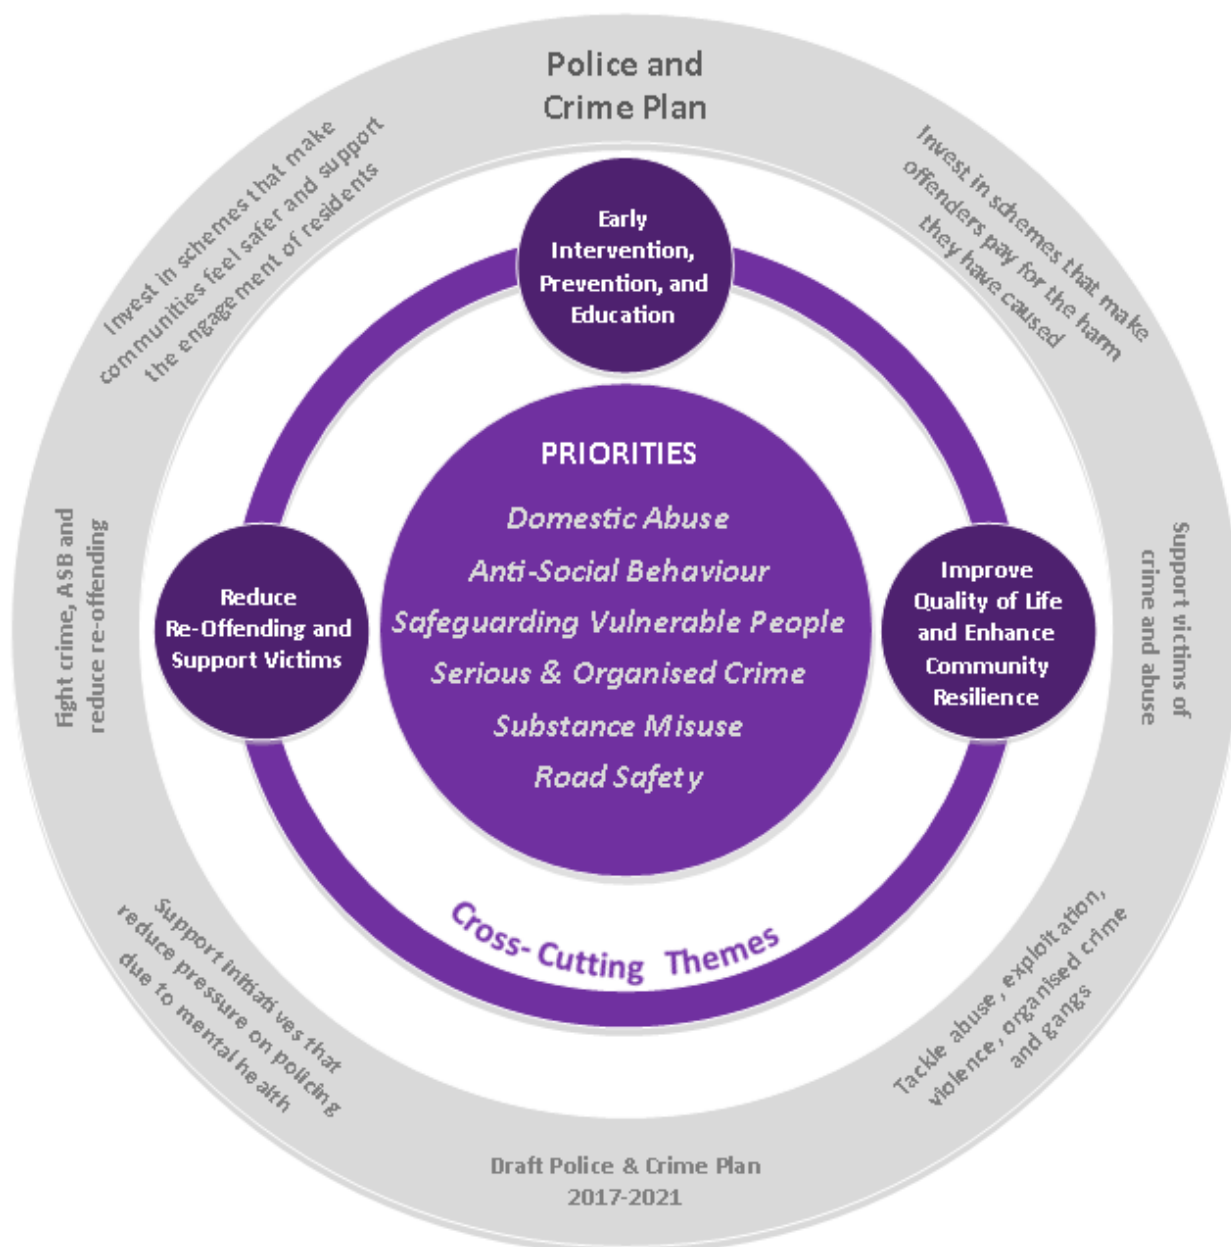 Police and
Crime Plan
Invest in schemes that make
communities feel safer and support
the engagement of residents
Invest in schemes that make
offenders pay for the harm
they have caused
Early
Intervention,
Prevention, and
Education
PRIORITIES
Domestic Abuse
Anti-Social Behaviour
Safeguarding Vulnerable People
Serious & Organised Crime
Substance Misuse
Road Safety
Fight crime, ASB and
reduce re-offending
Reduce
Re-Offending and
Support Victims
Improve
Quality of Life
and Enhance
Community
Resilience
Support victims of
crime and abuse
Cross- Cutting Themes
Support initiatives that
reduce pressure on policing
due to mental health
Tackle abuse, exploitation,
violence, organised crime
and gangs
Draft Police & Crime Plan
2017-2021